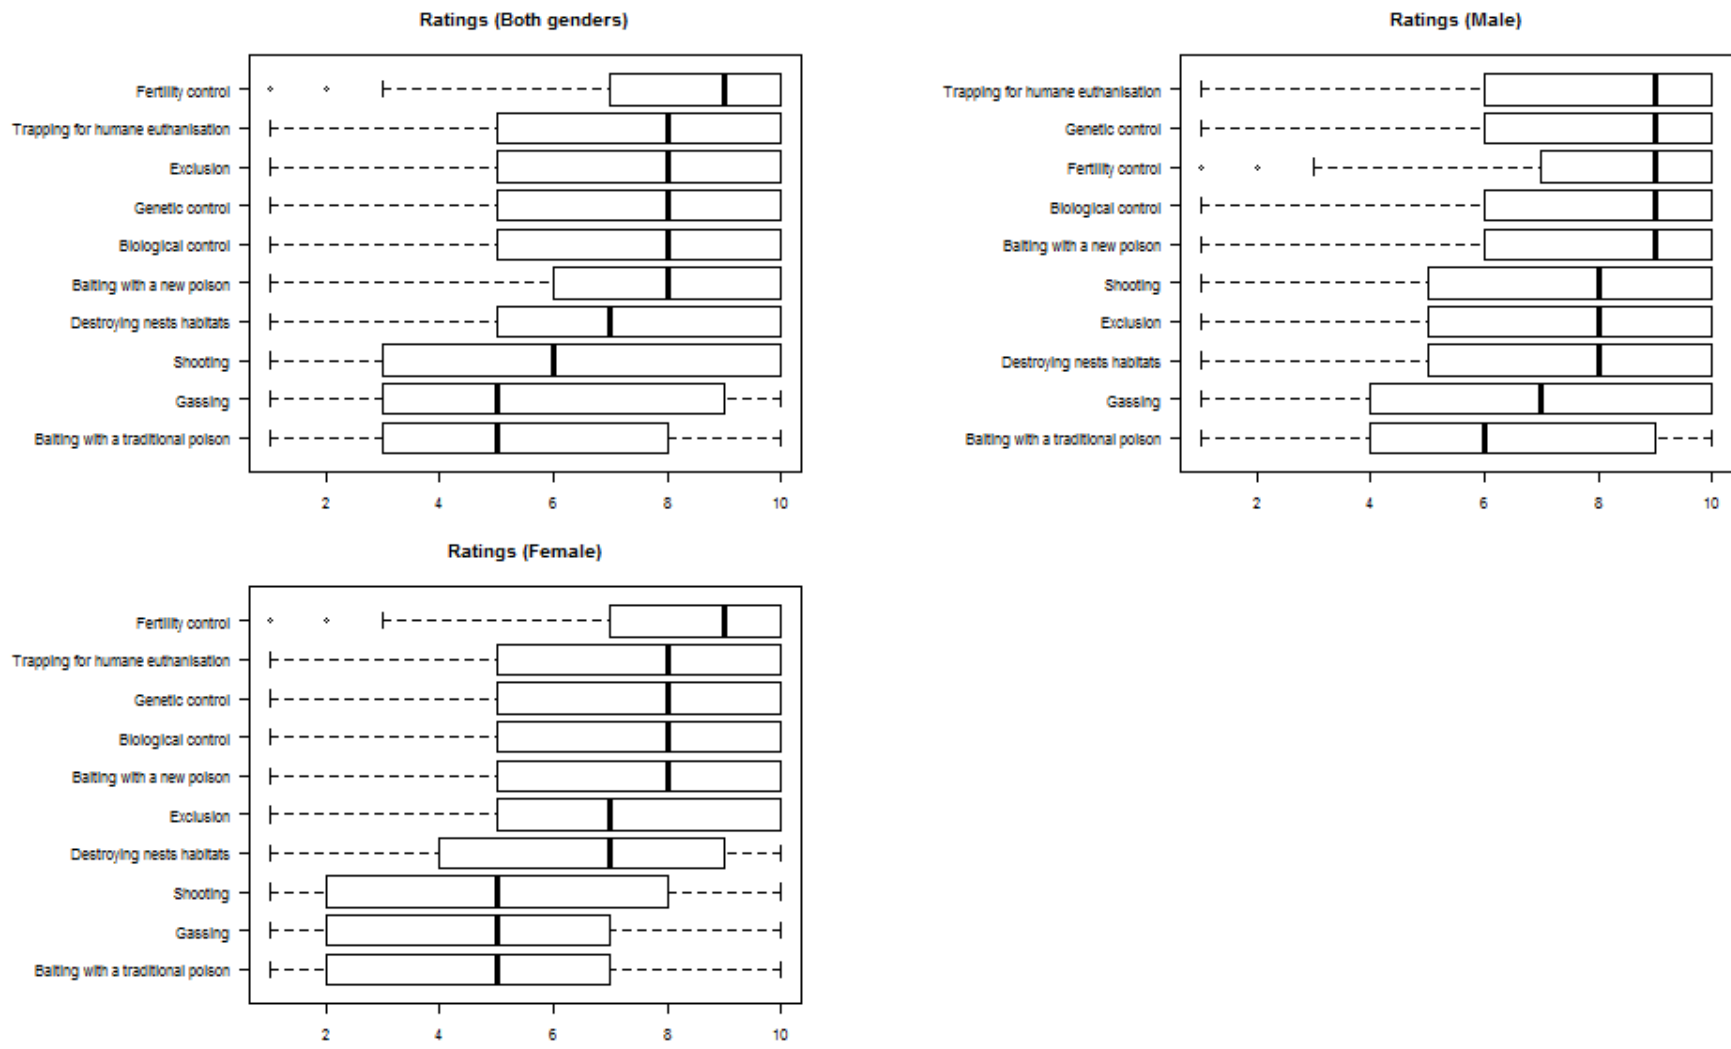 Ratings (Both genders)
Fertility control
Trapping for humane euthanisation
Exclusion
Genetic control
Biological control
Baiting with a new poison
Destroying nests habitats
Shooting
Gassing
Baiting with a traditional poison
2 4 6 8 10
Ratings (Male)
Trapping for humane euthanisation
Genetic control
Fertility control
Biological control
Baiting with a new poison
Shooting
Exclusion
Destroying nests habitats
Gassing
Baiting with a traditional poison
2 4 6 8 10
Ratings (Female)
Fertility control
Trapping for humane euthanisation
Genetic control
Biological control
Baiting with a new poison
Exclusion
Destroying nests habitats
Shooting
Gassing
Baiting with a traditional poison
2 4 6 8 10